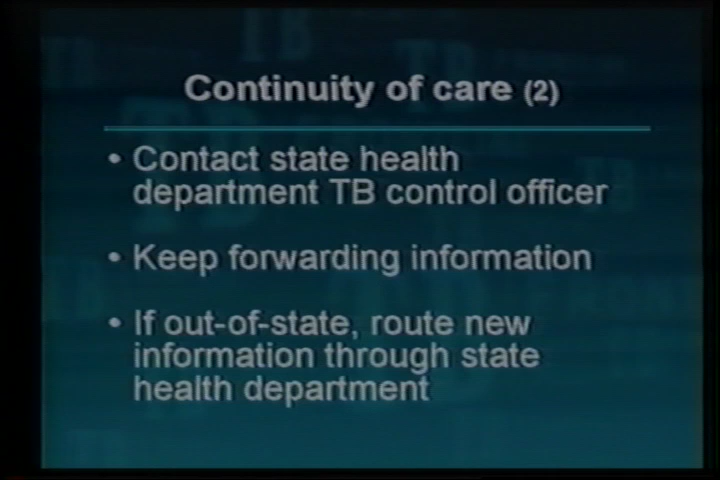 Continuity of care (2)
• Contact state health
department TB control officer
• Keep forwarding information
• If out-of-state, route new
information through state
health department